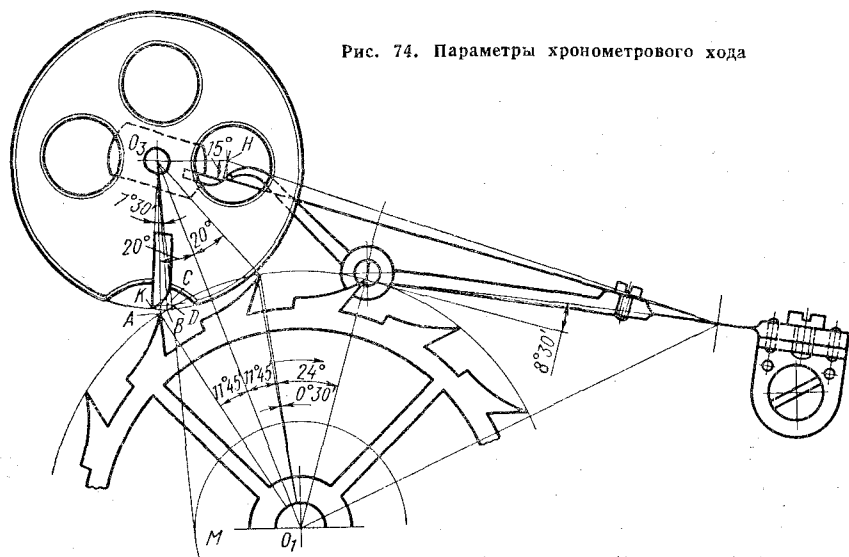 Рис. 74. Параметры хронометрового хода
O₃
15°
H
7°30'
20°
20°
K
C
A
B
D
8°30'
11°45
11°45
24°
0°30'
M
O₁